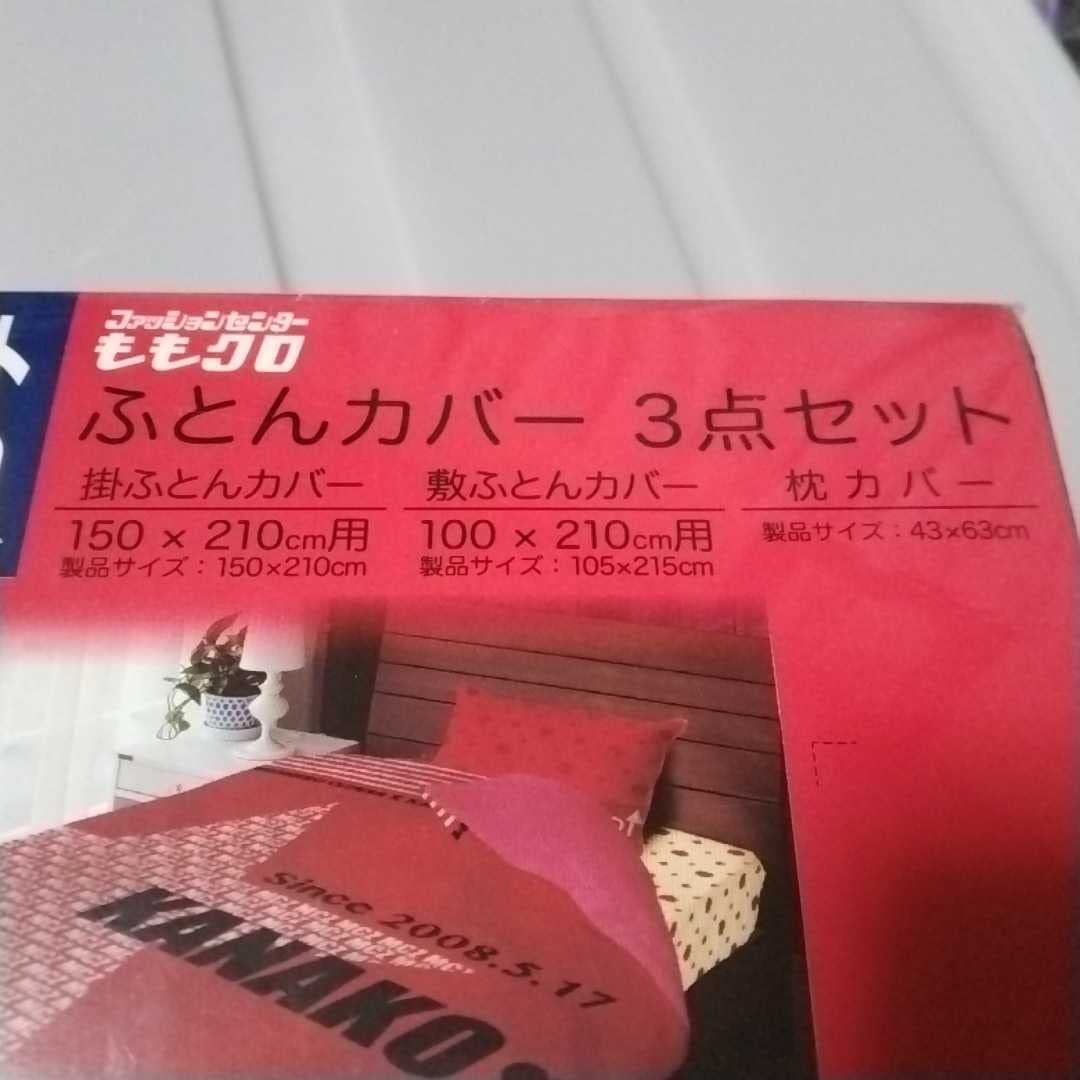 ファッションセンター
ももクロ
ふとんカバー 3点セット
掛ふとんカバー
150 × 210cm用
製品サイズ：150×210cm
敷ふとんカバー
100 × 210cm用
製品サイズ：105×215cm
枕カバー
製品サイズ：43×63cm
since 2008.5.17
KANAKO